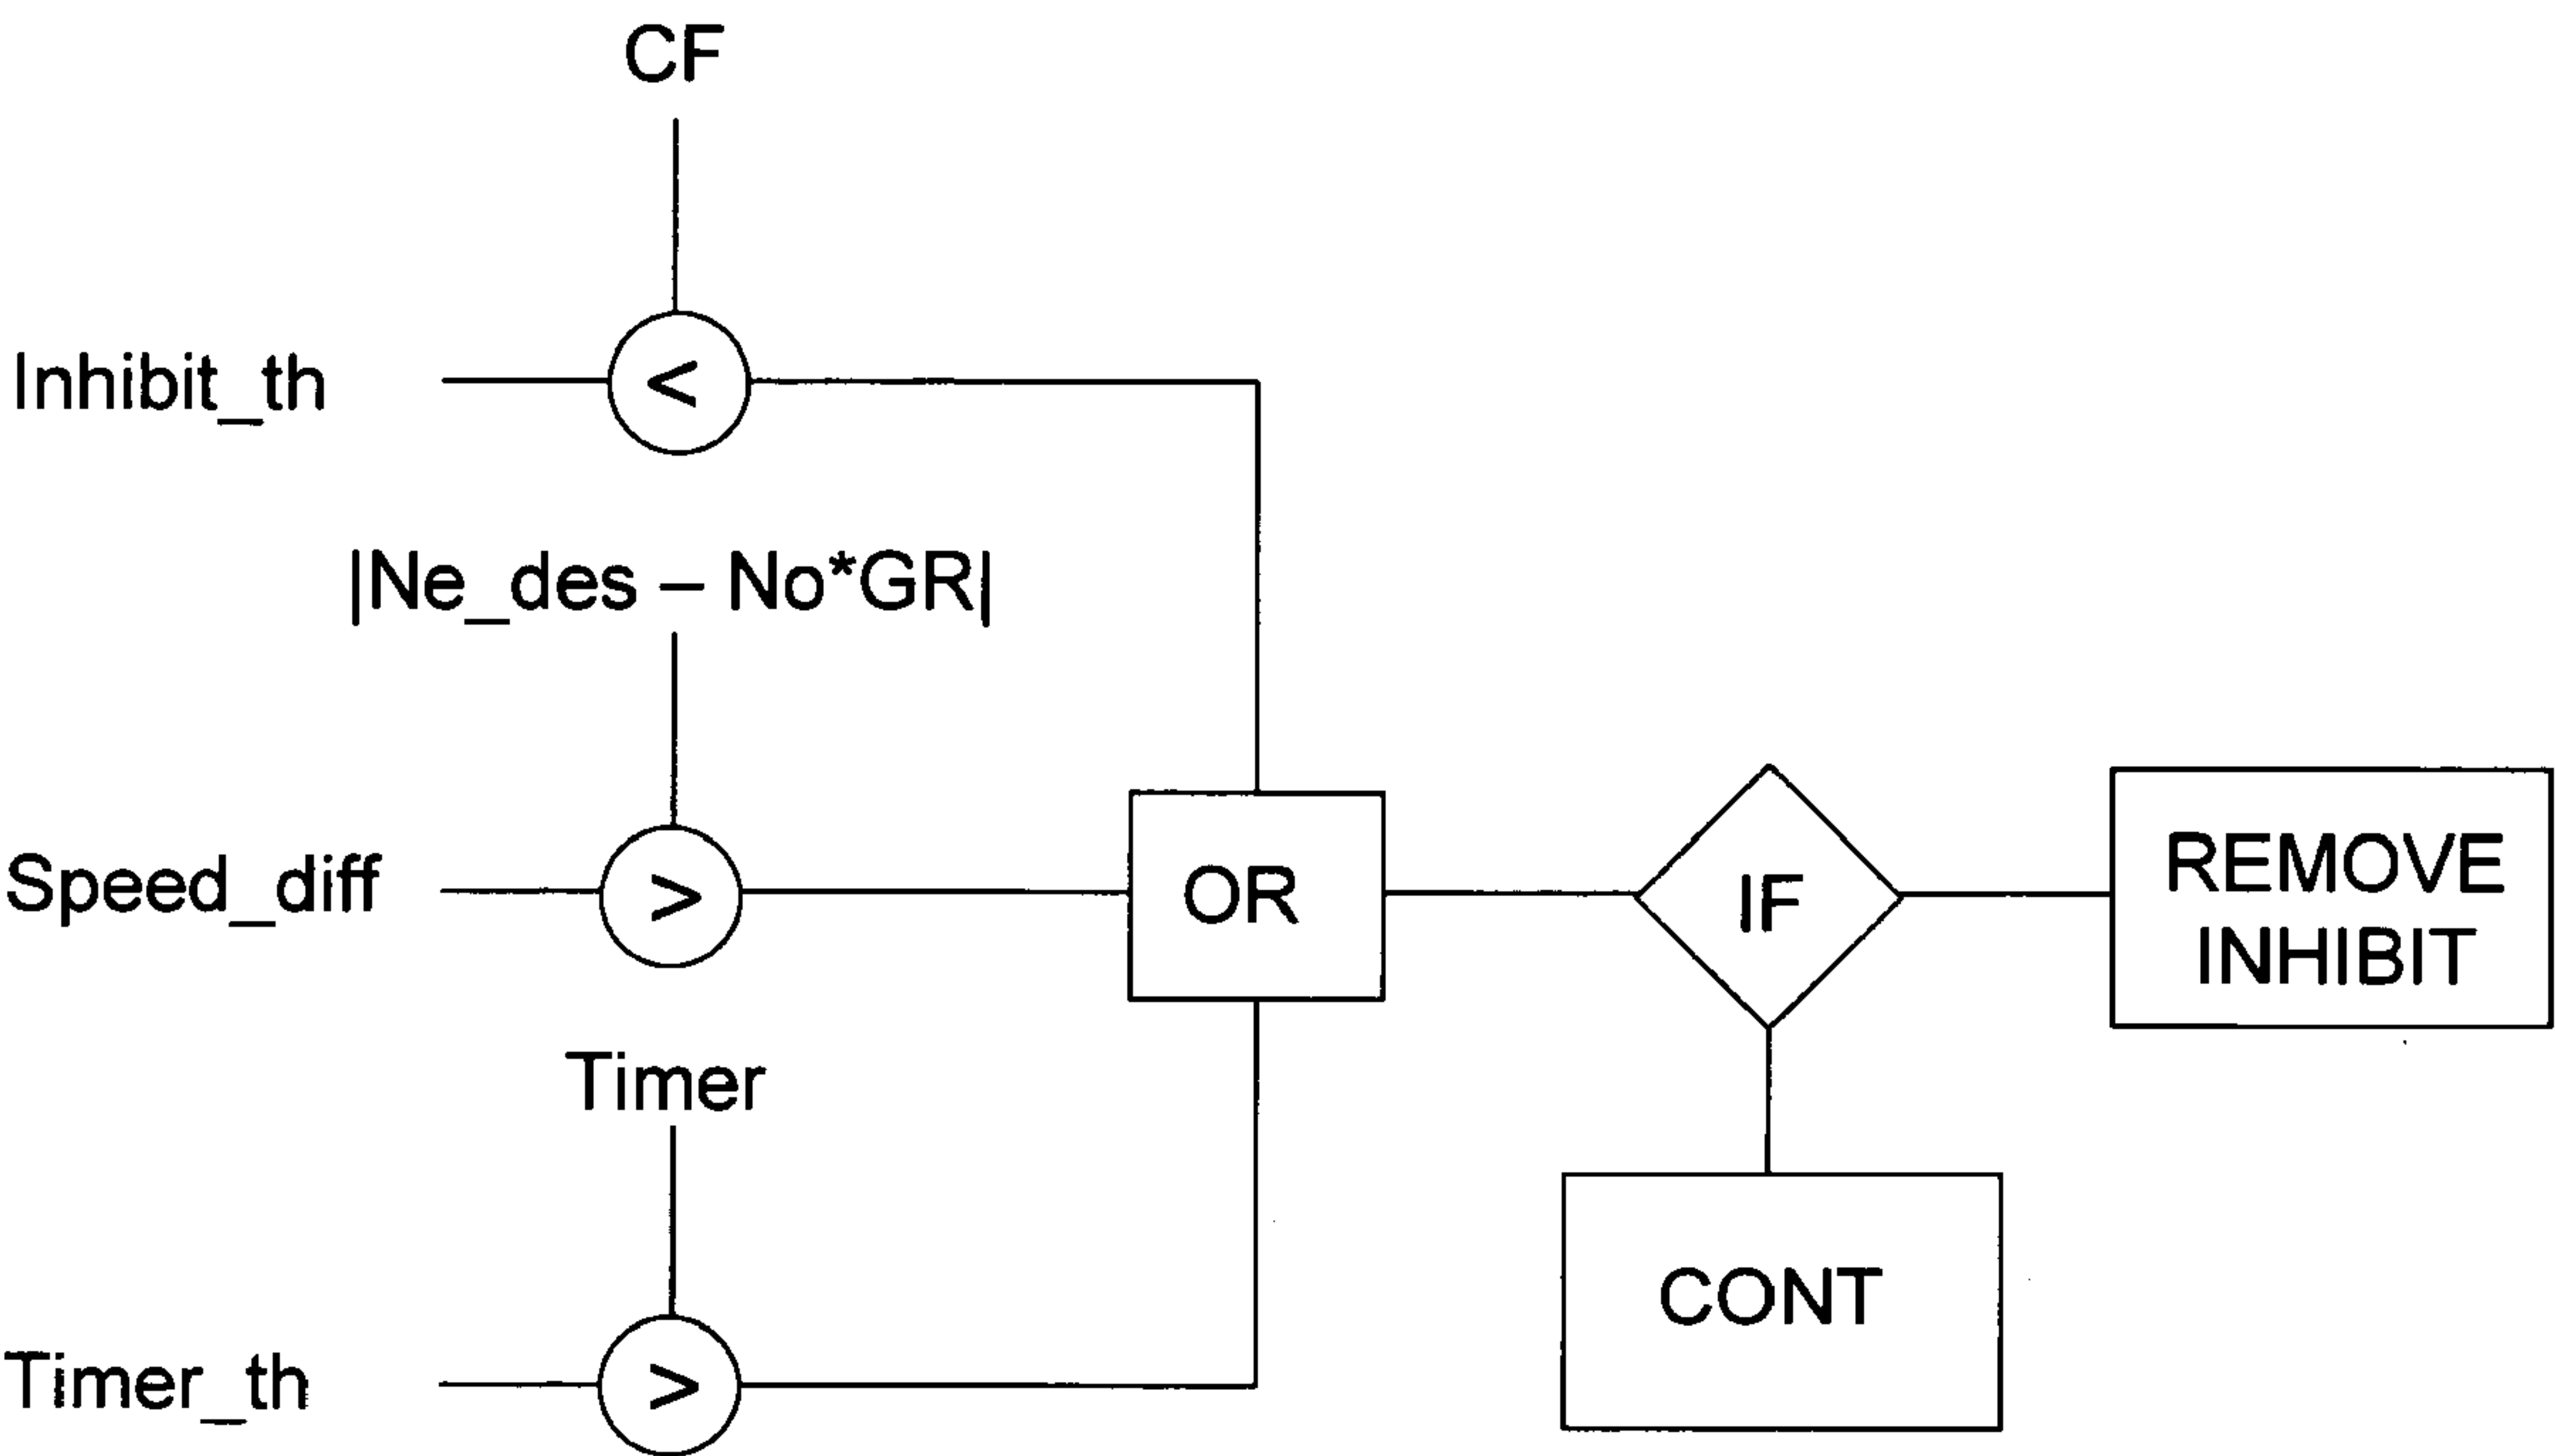 CF
Inhibit_th
<
|Ne_des – No*GR|
Speed_diff
>
OR
IF
REMOVE
INHIBIT
Timer
CONT
Timer_th
>